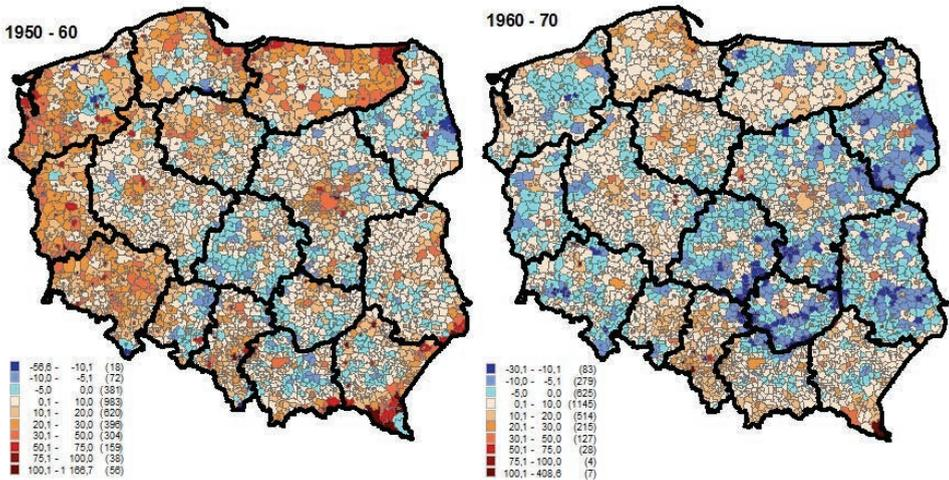 1950 - 60
-56,6 - -10,1 (18)
-10,0 - -5,1 (72)
-5,0 0,0 (381)
0,1 - 10,0 (983)
10,1 - 20,0 (620)
20,1 - 30,0 (396)
30,1 - 50,0 (304)
50,1 - 75,0 (159)
75,1 - 100,0 (38)
100,1 - 1 166,7 (56)
1960 - 70
-30,1 - -10,1 (83)
-10,0 - -5,1 (279)
-5,0 0,0 (625)
0,1 - 10,0 (1145)
10,1 - 20,0 (514)
20,1 - 30,0 (215)
30,1 - 50,0 (127)
50,1 - 75,0 (28)
75,1 - 100,0 (4)
100,1 - 408,6 (7)